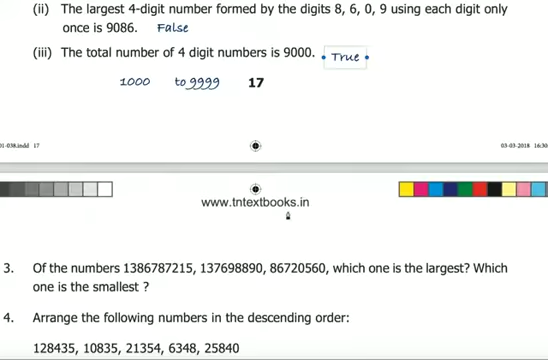 (ii) The largest 4-digit number formed by the digits 8, 6, 0, 9 using each digit only
once is 9086. False
(iii) The total number of 4 digit numbers is 9000. True
1000 to 9999 17
01-038.indd 17 03-03-2018 16:30
www.tntextbooks.in
3. Of the numbers 1386787215, 137698890, 86720560, which one is the largest? Which
one is the smallest ?
4. Arrange the following numbers in the descending order:
128435, 10835, 21354, 6348, 25840